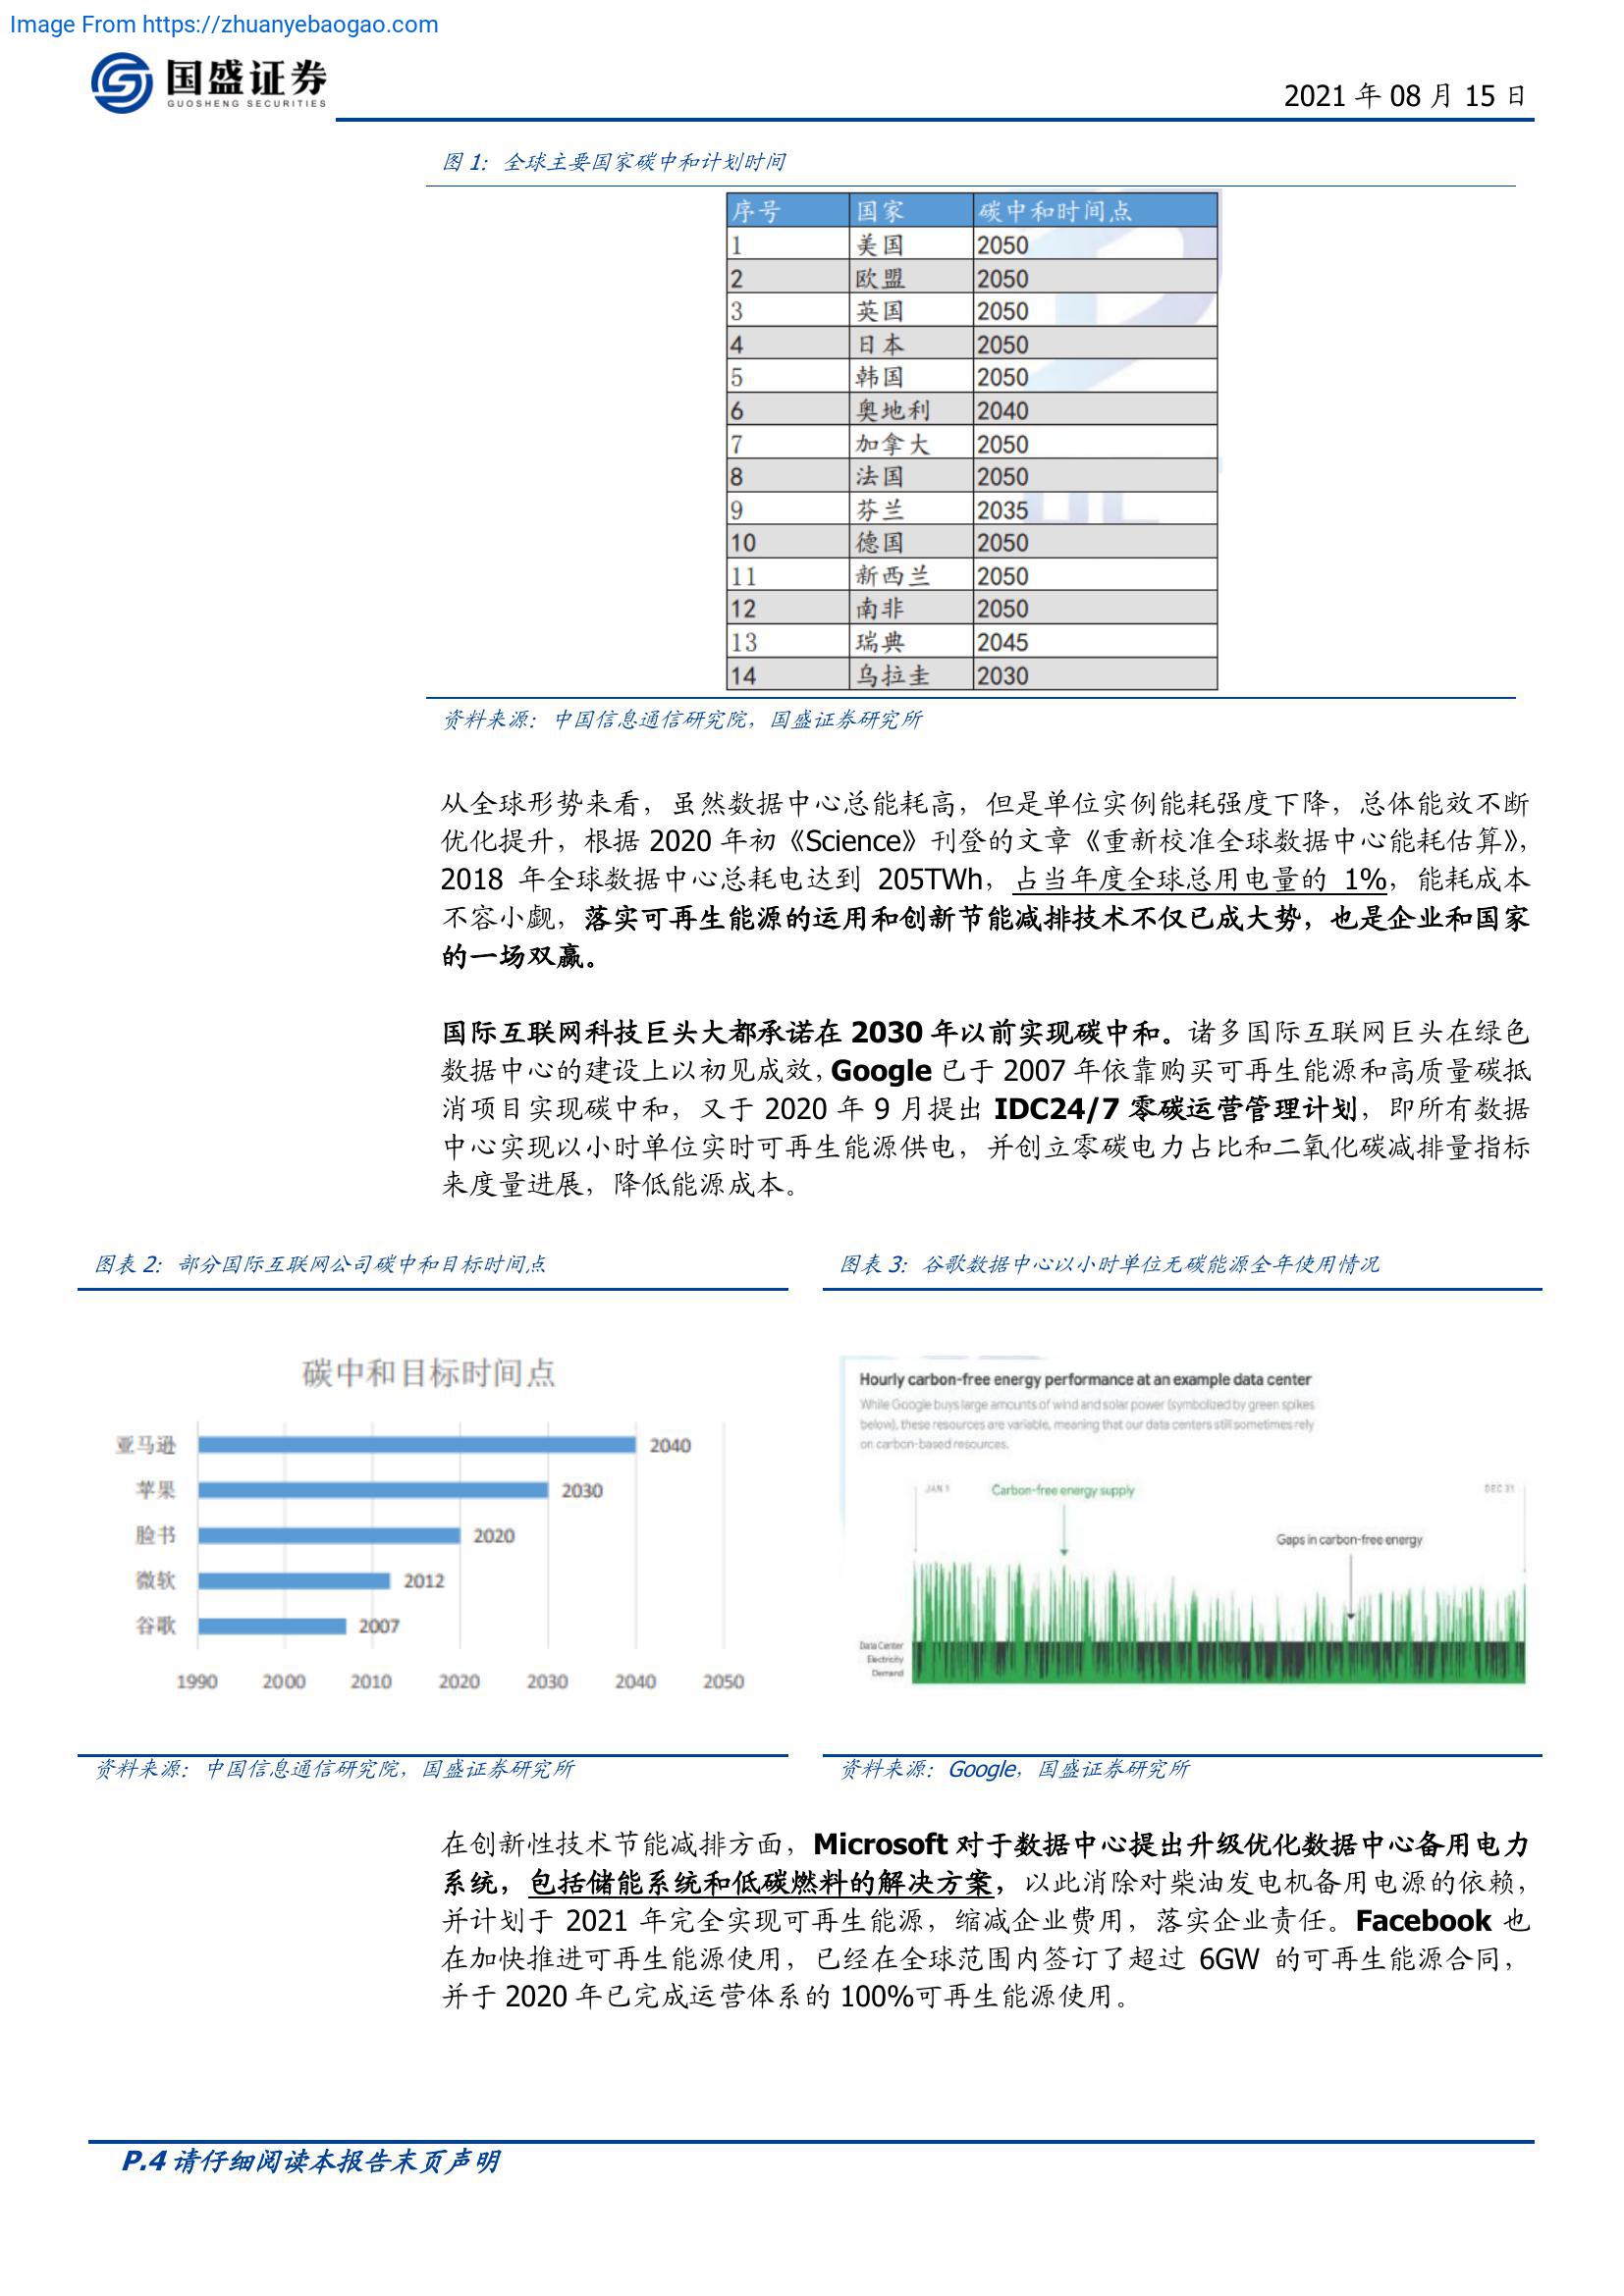 Image From https://zhuanyebaogao.com
国盛证券
GUOSHENG SECURITIES
2021 年 08 月 15 日
图 1：全球主要国家碳中和计划时间
序号 国家 碳中和时间点
1 美国 2050
2 欧盟 2050
3 英国 2050
4 日本 2050
5 韩国 2050
6 奥地利 2040
7 加拿大 2050
8 法国 2050
9 芬兰 2035
10 德国 2050
11 新西兰 2050
12 南非 2050
13 瑞典 2045
14 乌拉圭 2030
资料来源：中国信息通信研究院，国盛证券研究所
从全球形势来看，虽然数据中心总能耗高，但是单位实例能耗强度下降，总体能效不断
优化提升，根据 2020 年初《Science》刊登的文章《重新校准全球数据中心能耗估算》，
2018 年全球数据中心总耗电达到 205TWh，占当年度全球总用电量的 1%，能耗成本
不容小觑，落实可再生能源的运用和创新节能减排技术不仅已成大势，也是企业和国家
的一场双赢。
国际互联网科技巨头大都承诺在 2030 年以前实现碳中和。诸多国际互联网巨头在绿色
数据中心的建设上以初见成效，Google 已于 2007 年依靠购买可再生能源和高质量碳抵
消项目实现碳中和，又于 2020 年 9 月提出 IDC24/7 零碳运营管理计划，即所有数据
中心实现以小时单位实时可再生能源供电，并创立零碳电力占比和二氧化碳减排量指标
来度量进展，降低能源成本。
图表 2：部分国际互联网公司碳中和目标时间点
碳中和目标时间点
亚马逊 2040
苹果 2030
脸书 2020
微软 2012
谷歌 2007
1990 2000 2010 2020 2030 2040 2050
资料来源：中国信息通信研究院，国盛证券研究所
图表 3：谷歌数据中心以小时单位无碳能源全年使用情况
Hourly carbon-free energy performance at an example data center
While Google buys large amounts of wind and solar power (symbolized by green spikes
below), these resources are variable, meaning that our data centers still sometimes rely
on carbon-based resources.
JAN 1 Carbon-free energy supply DEC 31
Gaps in carbon-free energy
Data Center
Electricity
Demand
资料来源：Google，国盛证券研究所
在创新性技术节能减排方面，Microsoft 对于数据中心提出升级优化数据中心备用电力
系统，包括储能系统和低碳燃料的解决方案，以此消除对柴油发电机备用电源的依赖，
并计划于 2021 年完全实现可再生能源，缩减企业费用，落实企业责任。Facebook 也
在加快推进可再生能源使用，已经在全球范围内签订了超过 6GW 的可再生能源合同，
并于 2020 年已完成运营体系的 100%可再生能源使用。
P.4 请仔细阅读本报告末页声明